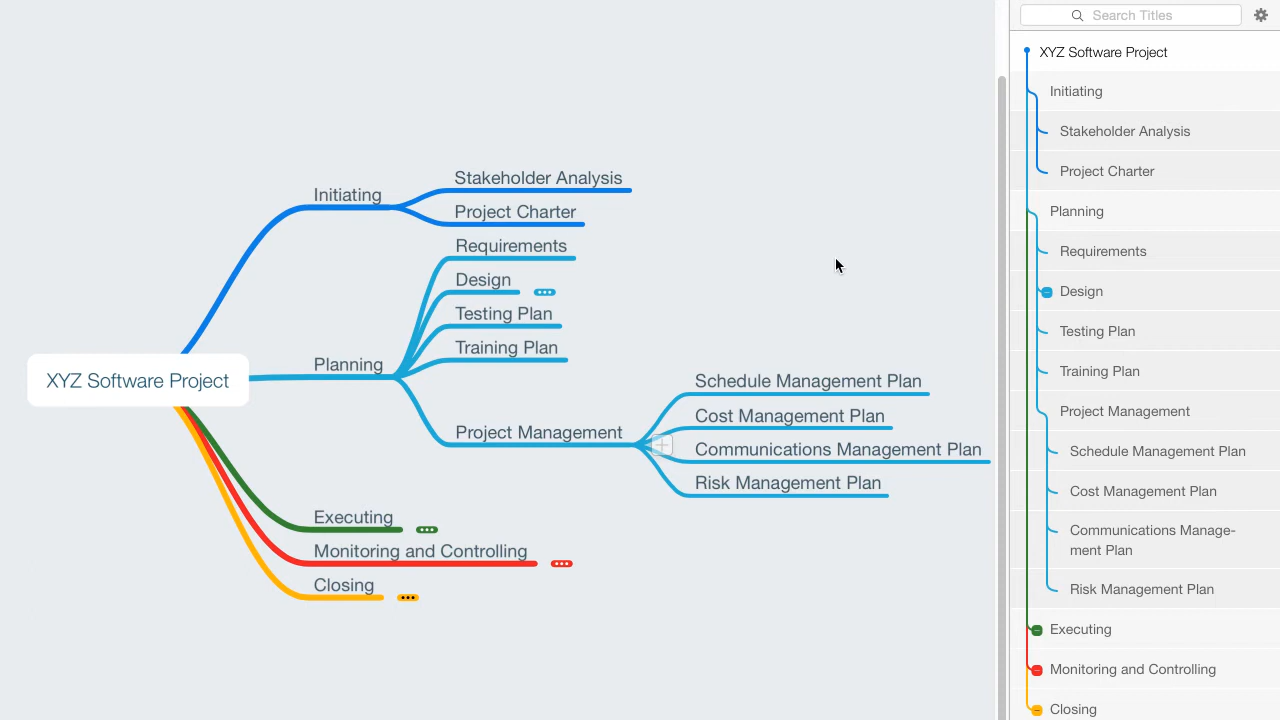 Stakeholder Analysis
Initiating
Project Charter
Requirements
Design
Testing Plan
Training Plan
Planning
XYZ Software Project
Schedule Management Plan
Cost Management Plan
Project Management
Communications Management Plan
Risk Management Plan
Executing
Monitoring and Controlling
Closing
Search Titles
XYZ Software Project
Initiating
Stakeholder Analysis
Project Charter
Planning
Requirements
Design
Testing Plan
Training Plan
Project Management
Schedule Management Plan
Cost Management Plan
Communications Manage-
ment Plan
Risk Management Plan
Executing
Monitoring and Controlling
Closing